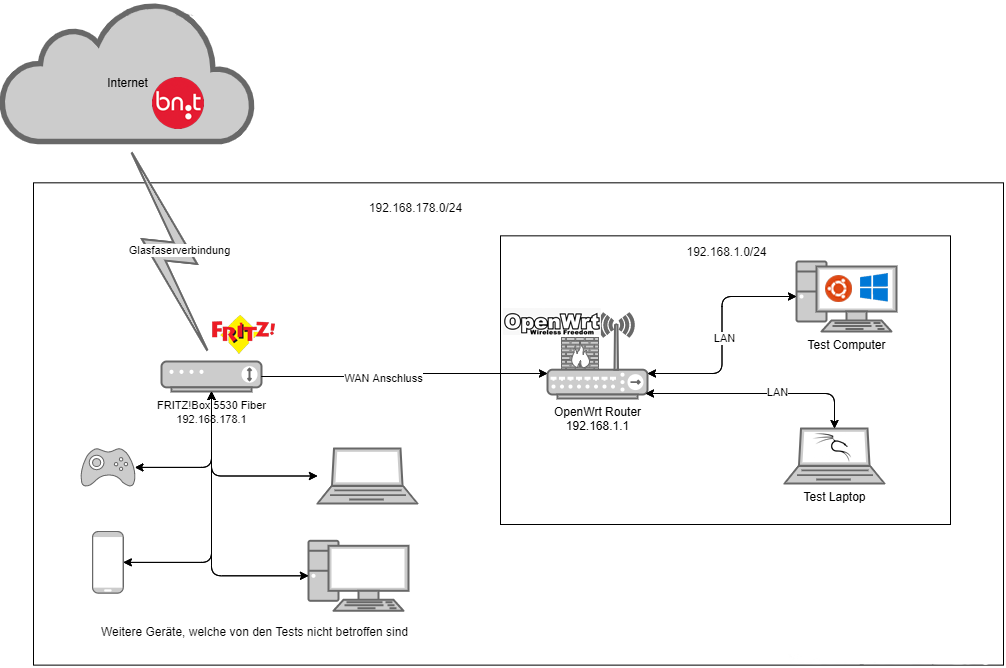 Internet
bn:t
192.168.178.0/24
192.168.1.0/24
Glasfaserverbindung
FRITZ!
OpenWrt
Wireless Freedom
LAN
Test Computer
WAN Anschluss
FRITZ!Box 5530 Fiber
192.168.178.1
OpenWrt Router
192.168.1.1
LAN
Test Laptop
Weitere Geräte, welche von den Tests nicht betroffen sind